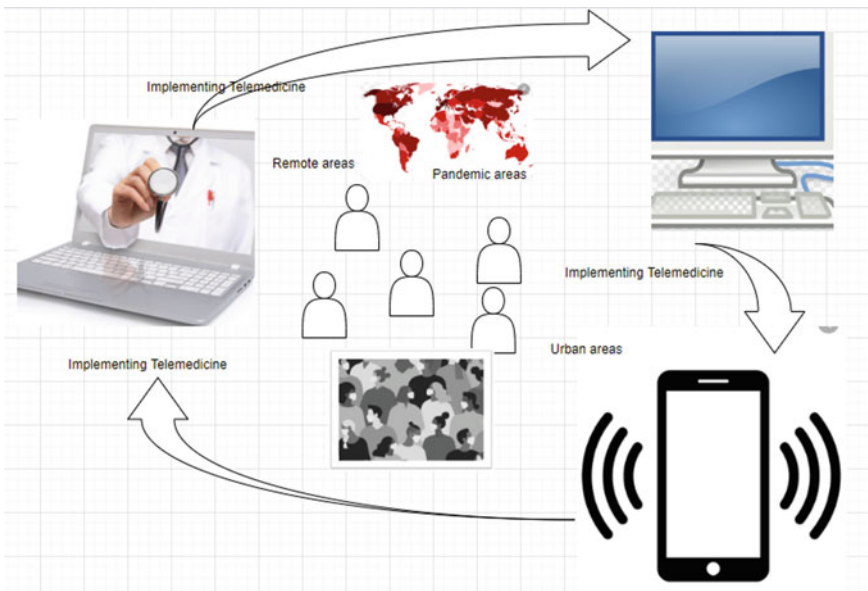 Implementing Telemedicine
Remote areas
Pandemic areas
Implementing Telemedicine
Urban areas
Implementing Telemedicine